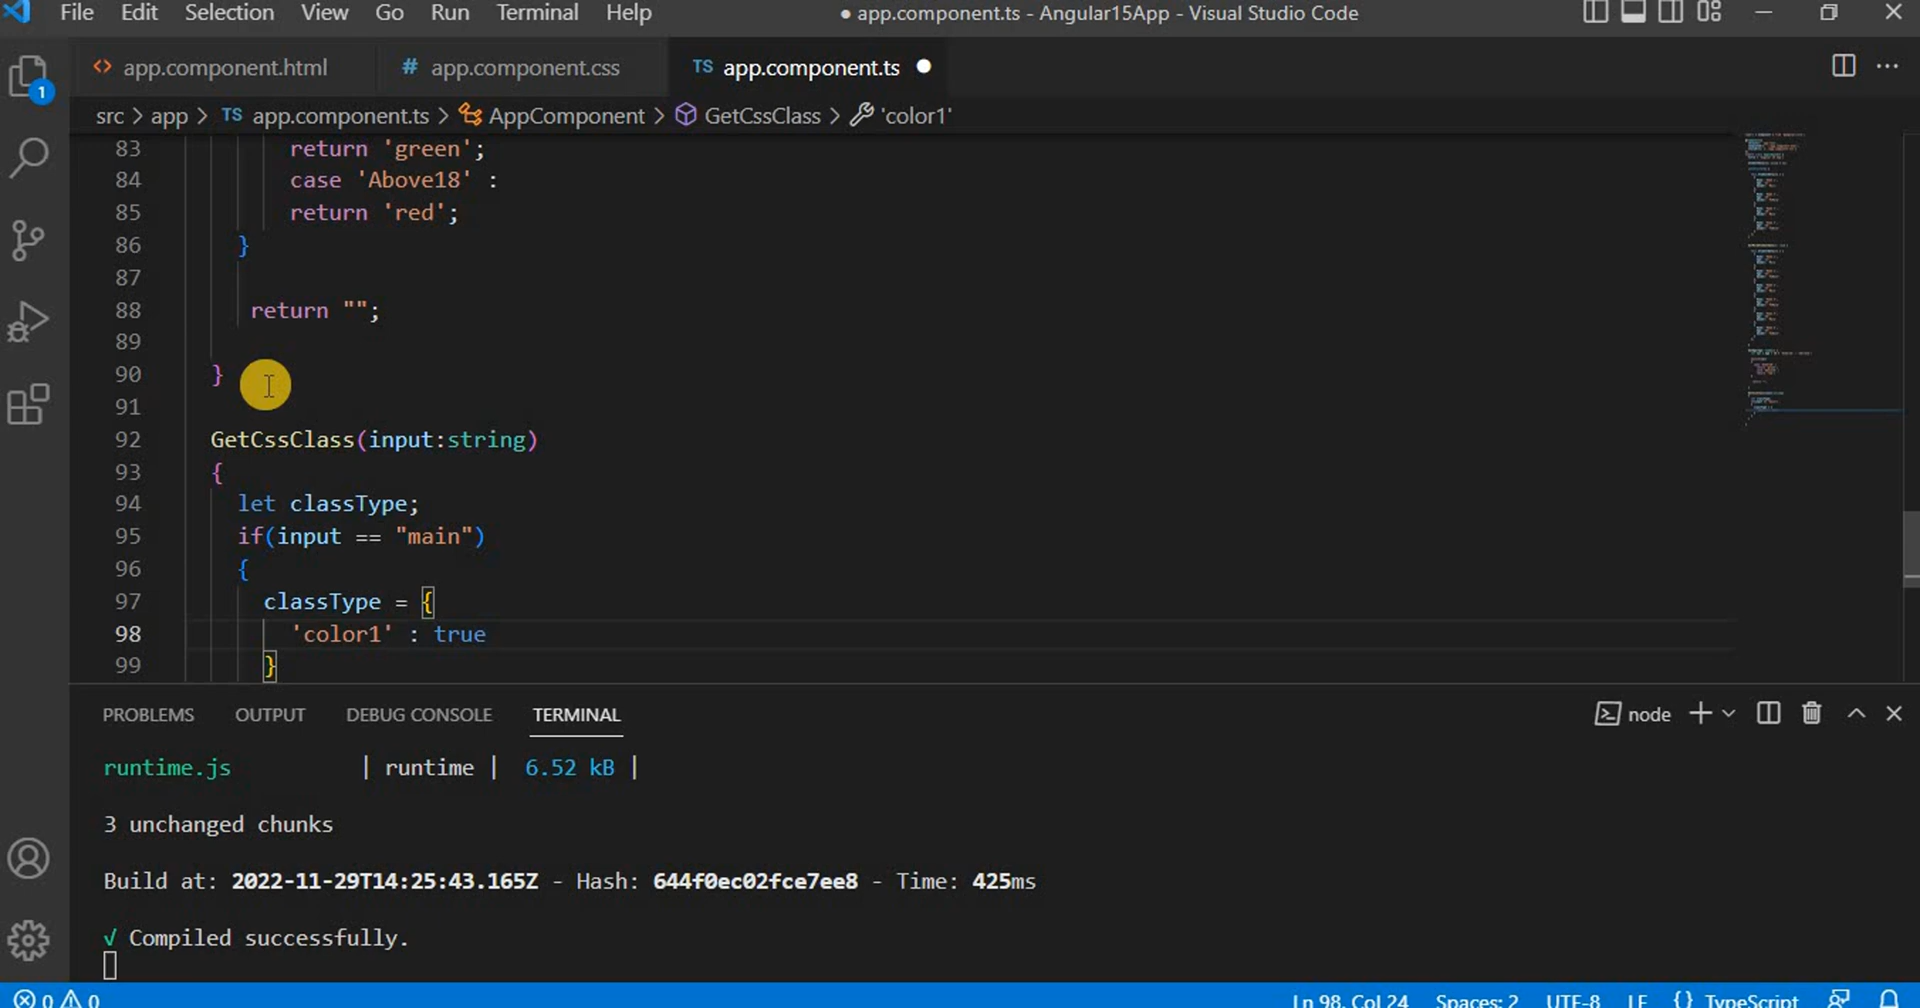 File Edit Selection View Go Run Terminal Help ● app.component.ts - Angular15App - Visual Studio Code
<> app.component.html # app.component.css TS app.component.ts ●
1
src > app > TS app.component.ts > AppComponent > GetCssClass > 'color1'
83 return 'green';
84 case 'Above18' :
85 return 'red';
86 }
87
88 return "";
89
90 }
91
92 GetCssClass(input:string)
93 {
94 let classType;
95 if(input == "main")
96 {
97 classType = {
98 'color1' : true
99 }
PROBLEMS OUTPUT DEBUG CONSOLE TERMINAL node
runtime.js | runtime | 6.52 kB |
3 unchanged chunks
Build at: 2022-11-29T14:25:43.165Z - Hash: 644f0ec02fce7ee8 - Time: 425ms
√ Compiled successfully.
0 0 Ln 98, Col 24 Spaces: 2 UTF-8 LF {} TypeScript